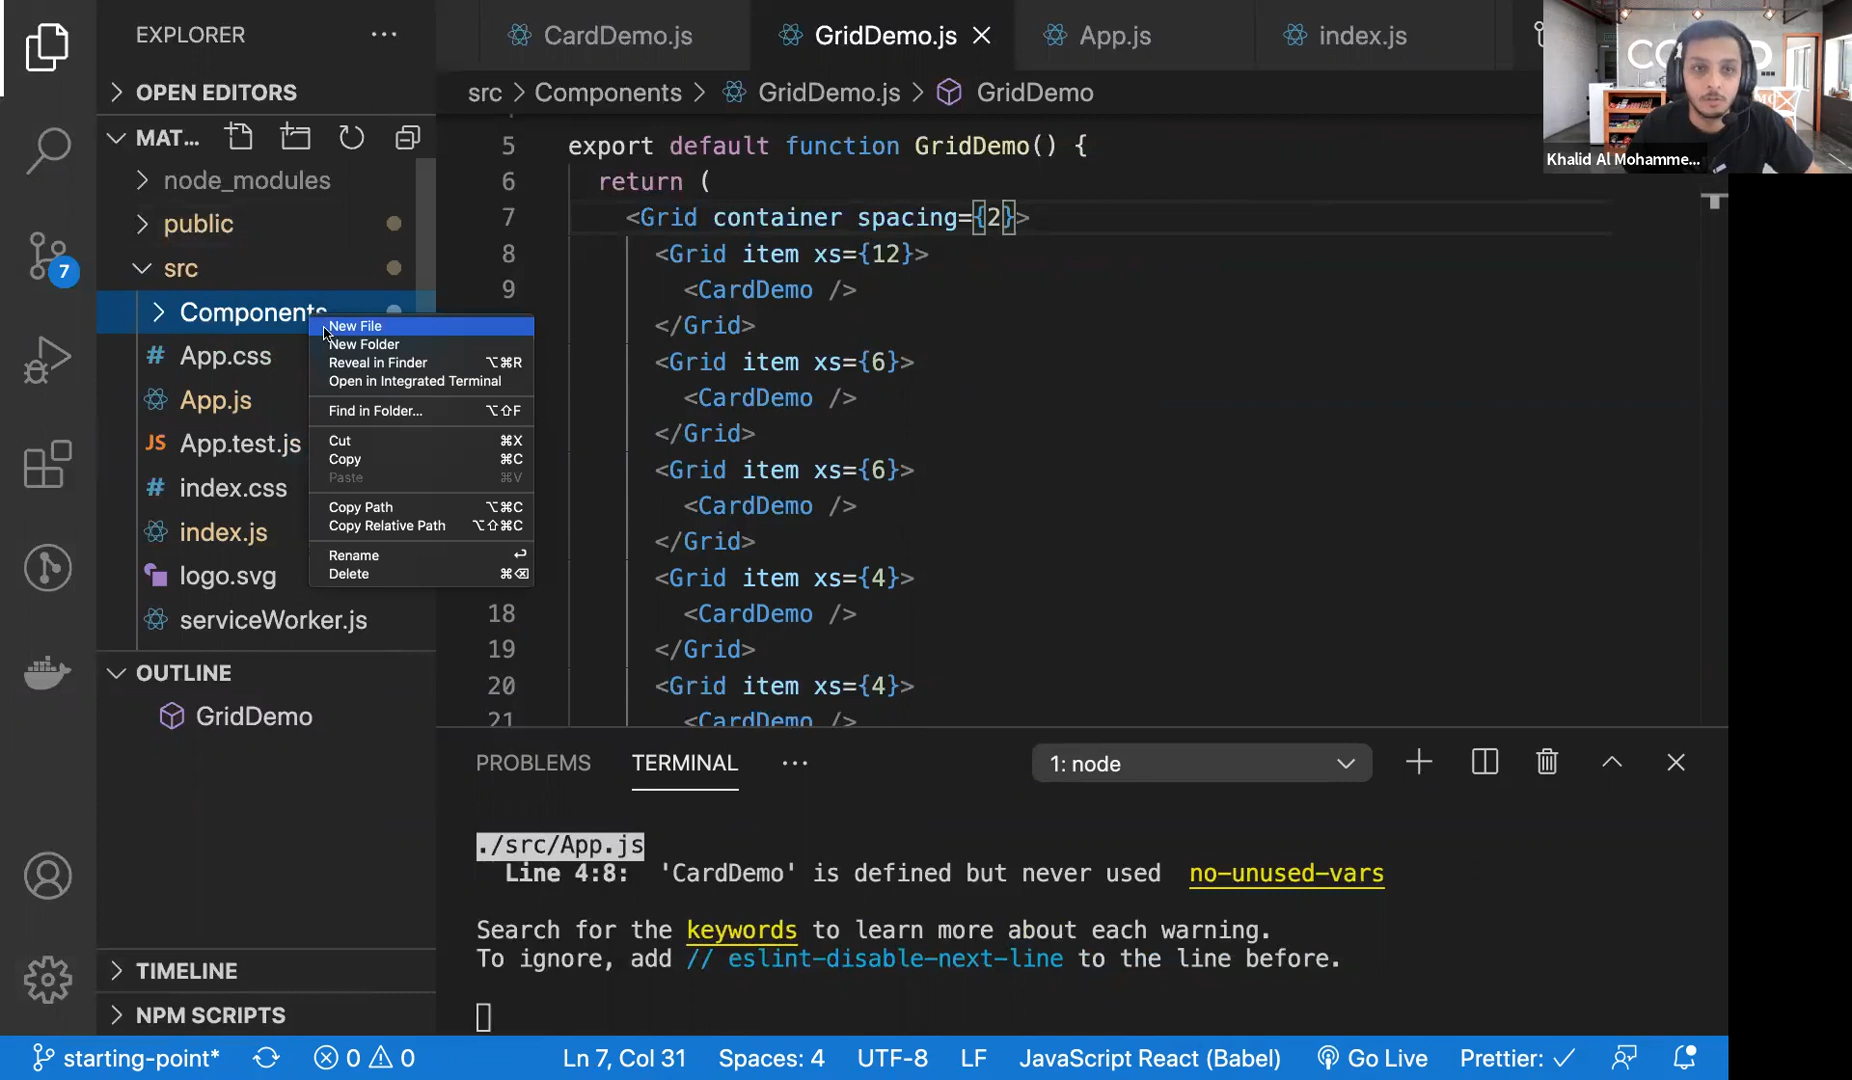 EXPLORER
CardDemo.js
GridDemo.js
App.js
index.js
OPEN EDITORS
src > Components > GridDemo.js > GridDemo
MAT...
node_modules
public
src
Components
App.css
App.js
App.test.js
index.css
index.js
logo.svg
serviceWorker.js
OUTLINE
GridDemo
TIMELINE
NPM SCRIPTS
7
New File
New Folder
Reveal in Finder ⌥⌘R
Open in Integrated Terminal
Find in Folder... ⌥⇧F
Cut ⌘X
Copy ⌘C
Paste ⌘V
Copy Path ⌥⌘C
Copy Relative Path ⌥⇧⌘C
Rename ↩
Delete ⌘⌫
5 export default function GridDemo() {
6 return (
7 <Grid container spacing={2}>
8 <Grid item xs={12}>
9 <CardDemo />
</Grid>
<Grid item xs={6}>
<CardDemo />
</Grid>
<Grid item xs={6}>
<CardDemo />
</Grid>
<Grid item xs={4}>
18 <CardDemo />
19 </Grid>
20 <Grid item xs={4}>
21 <CardDemo />
Khalid Al Mohamme...
PROBLEMS
TERMINAL
1: node
./src/App.js
Line 4:8: 'CardDemo' is defined but never used no-unused-vars
Search for the keywords to learn more about each warning.
To ignore, add // eslint-disable-next-line to the line before.
starting-point*
0
0
Ln 7, Col 31
Spaces: 4
UTF-8
LF
JavaScript React (Babel)
Go Live
Prettier: ✓